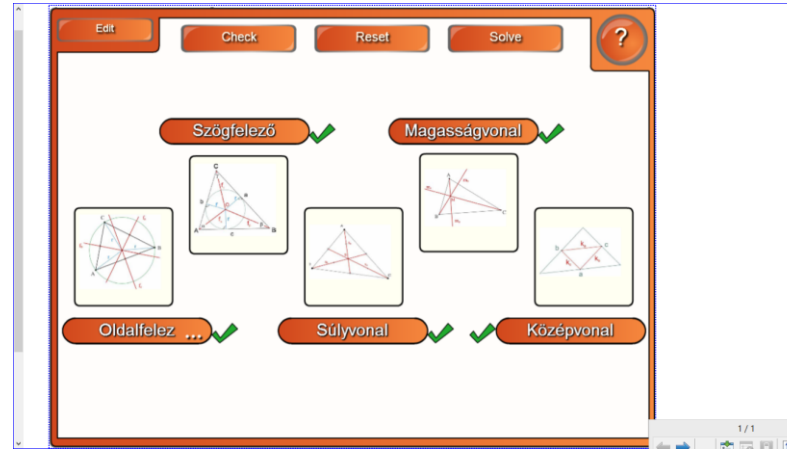 Edit
Check
Reset
Solve
?
Szögfelező
Magasságvonal
Oldalfelez ...
Súlyvonal
Középvonal
1 / 1